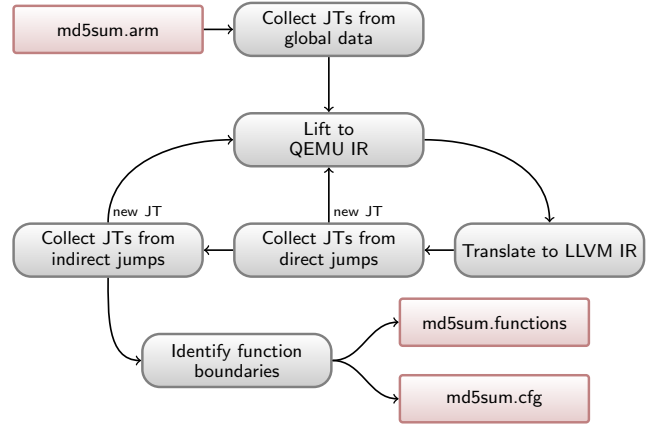 md5sum.arm
Collect JTs from
global data
Lift to
QEMU IR
new JT
new JT
Collect JTs from
indirect jumps
Collect JTs from
direct jumps
Translate to LLVM IR
Identify function
boundaries
md5sum.functions
md5sum.cfg